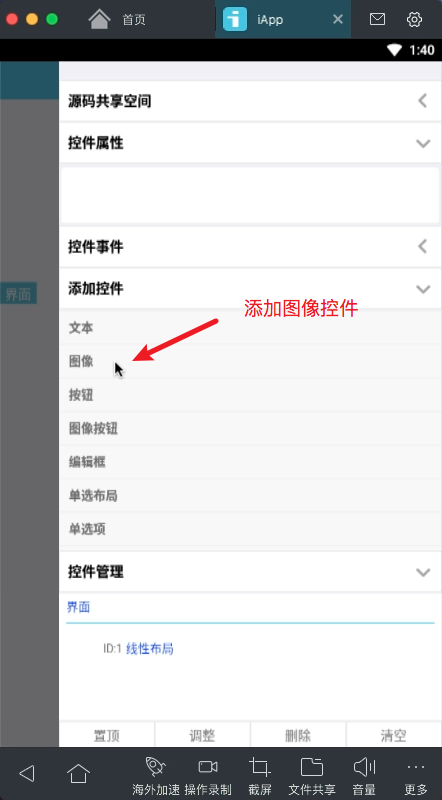 首页
iApp
1:40
源码共享空间
控件属性
控件事件
添加控件
添加图像控件
界面
文本
图像
按钮
图像按钮
编辑框
单选布局
单选项
控件管理
界面
ID:1 线性布局
置顶 调整 删除 清空
海外加速 操作录制 截屏 文件共享 音量 更多